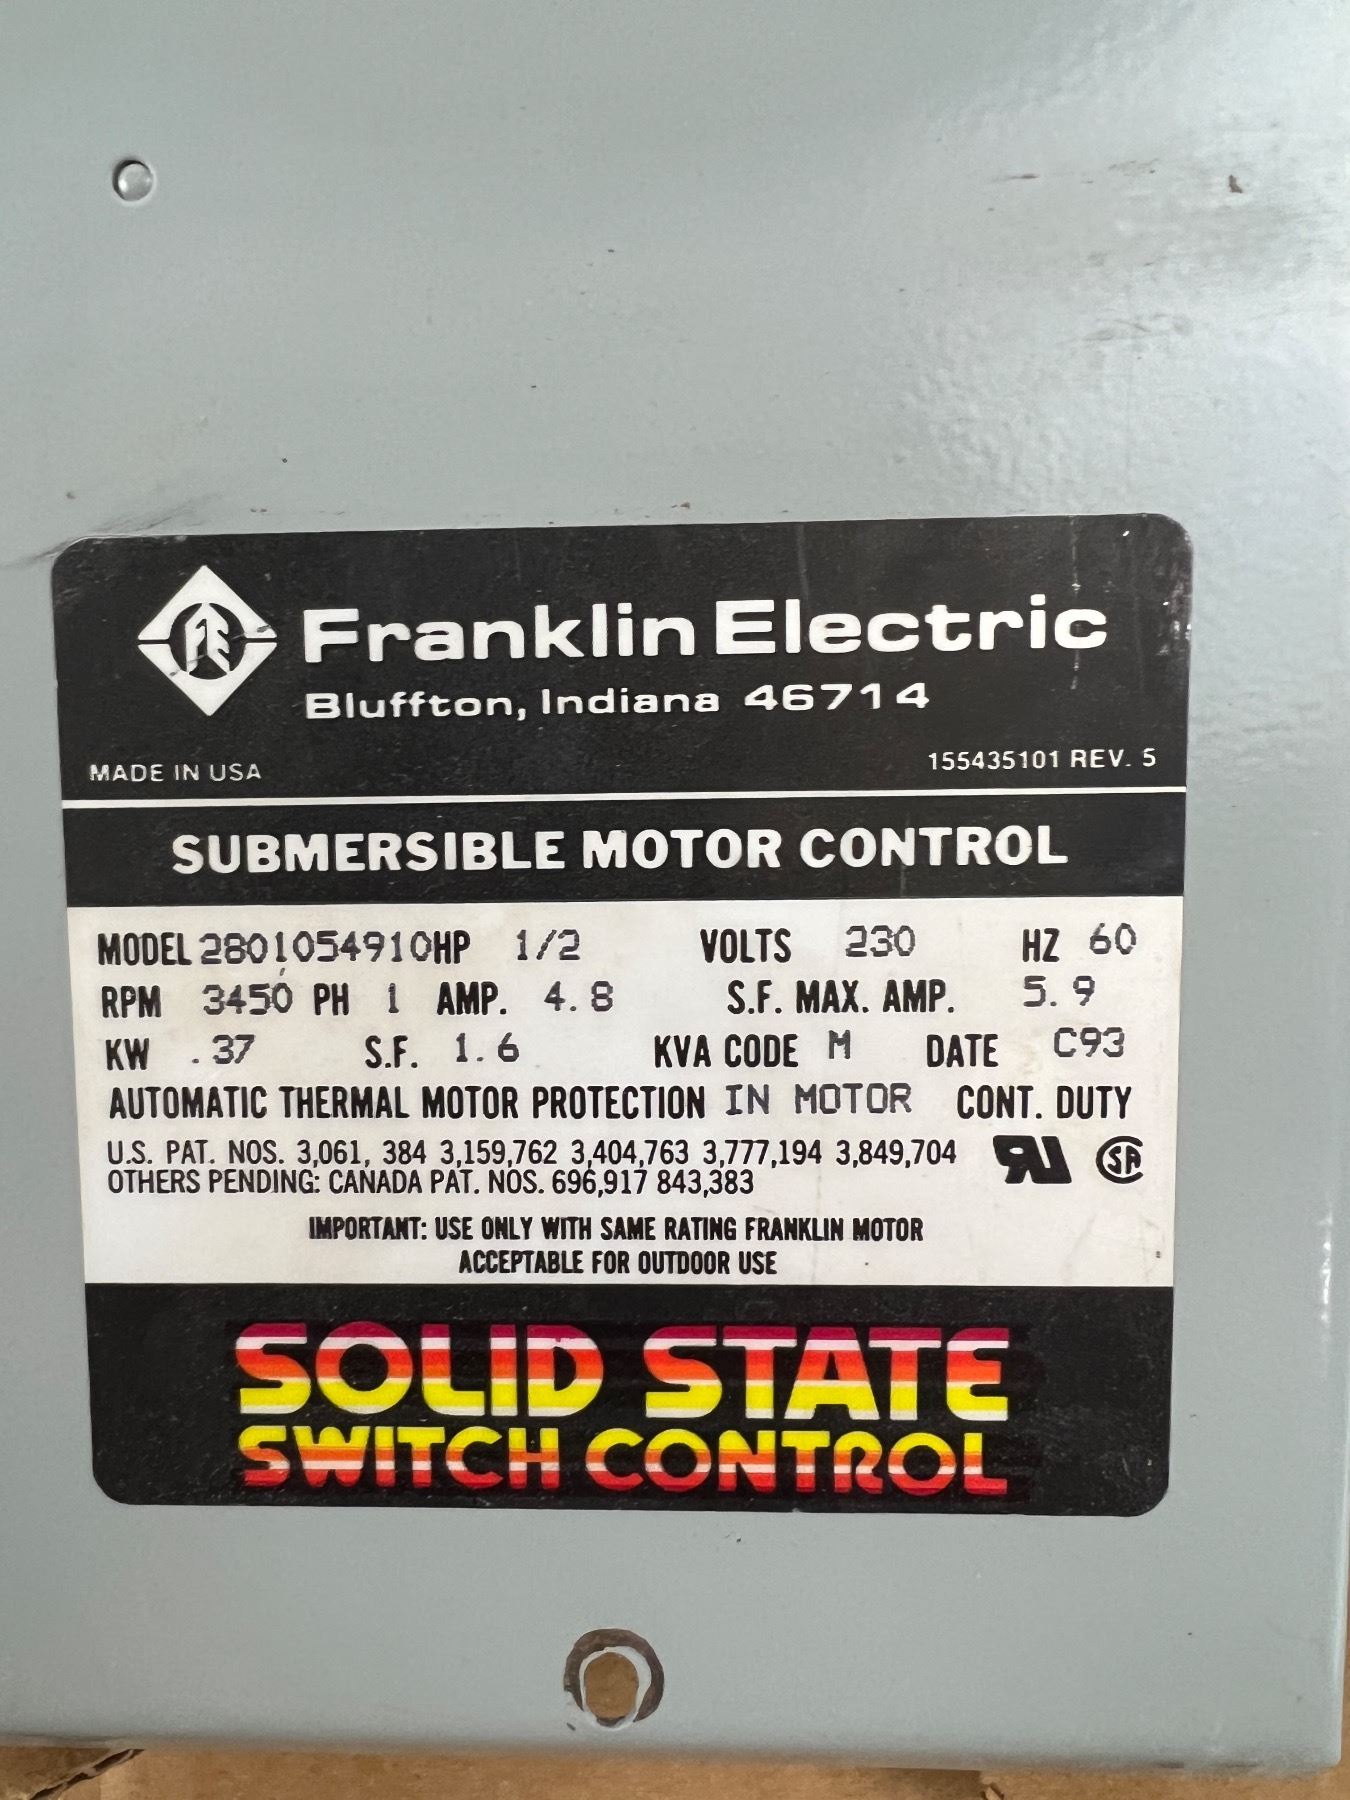 FE Franklin Electric
Bluffton, Indiana 46714
MADE IN USA 155435101 REV. 5
SUBMERSIBLE MOTOR CONTROL
MODEL 2801054910 HP 1/2 VOLTS 230 HZ 60
RPM 3450 PH 1 AMP. 4.8 S.F. MAX. AMP. 5.9
KW .37 S.F. 1.6 KVA CODE M DATE C93
AUTOMATIC THERMAL MOTOR PROTECTION IN MOTOR CONT. DUTY
U.S. PAT. NOS. 3,061, 384 3,159,762 3,404,763 3,777,194 3,849,704 RU SA
OTHERS PENDING: CANADA PAT. NOS. 696,917 843,383
IMPORTANT: USE ONLY WITH SAME RATING FRANKLIN MOTOR
ACCEPTABLE FOR OUTDOOR USE
SOLID STATE
SWITCH CONTROL